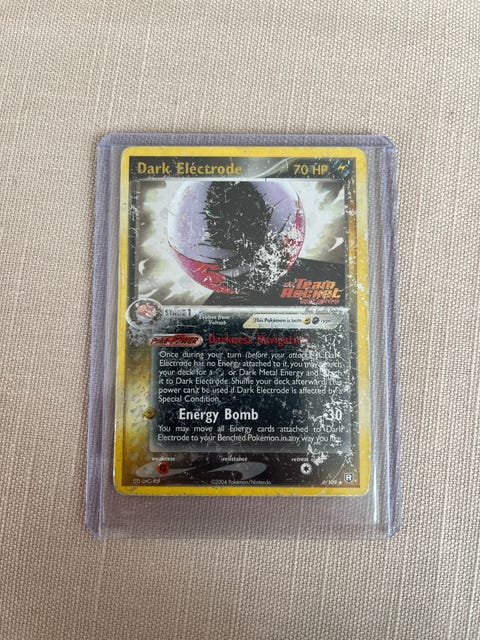 Dark Electrode 70 HP
Team
Rocket
RETURNS
STAGE 1
Evolves from
Voltorb
This Pokémon is both type
POKÉ-POWER Darkness Navigation
Once during your turn (before your attack), if Dark
Electrode has no Energy attached to it, you may search
your deck for a or Dark Metal Energy and attach
it to Dark Electrode. Shuffle your deck afterward. This
power can't be used if Dark Electrode is affected by a
Special Condition.
Energy Bomb 30
You may move all Energy cards attached to Dark
Electrode to your Benched Pokémon in any way you like.
weakness resistance retreat
©2004 Pokémon/Nintendo 4/109
R